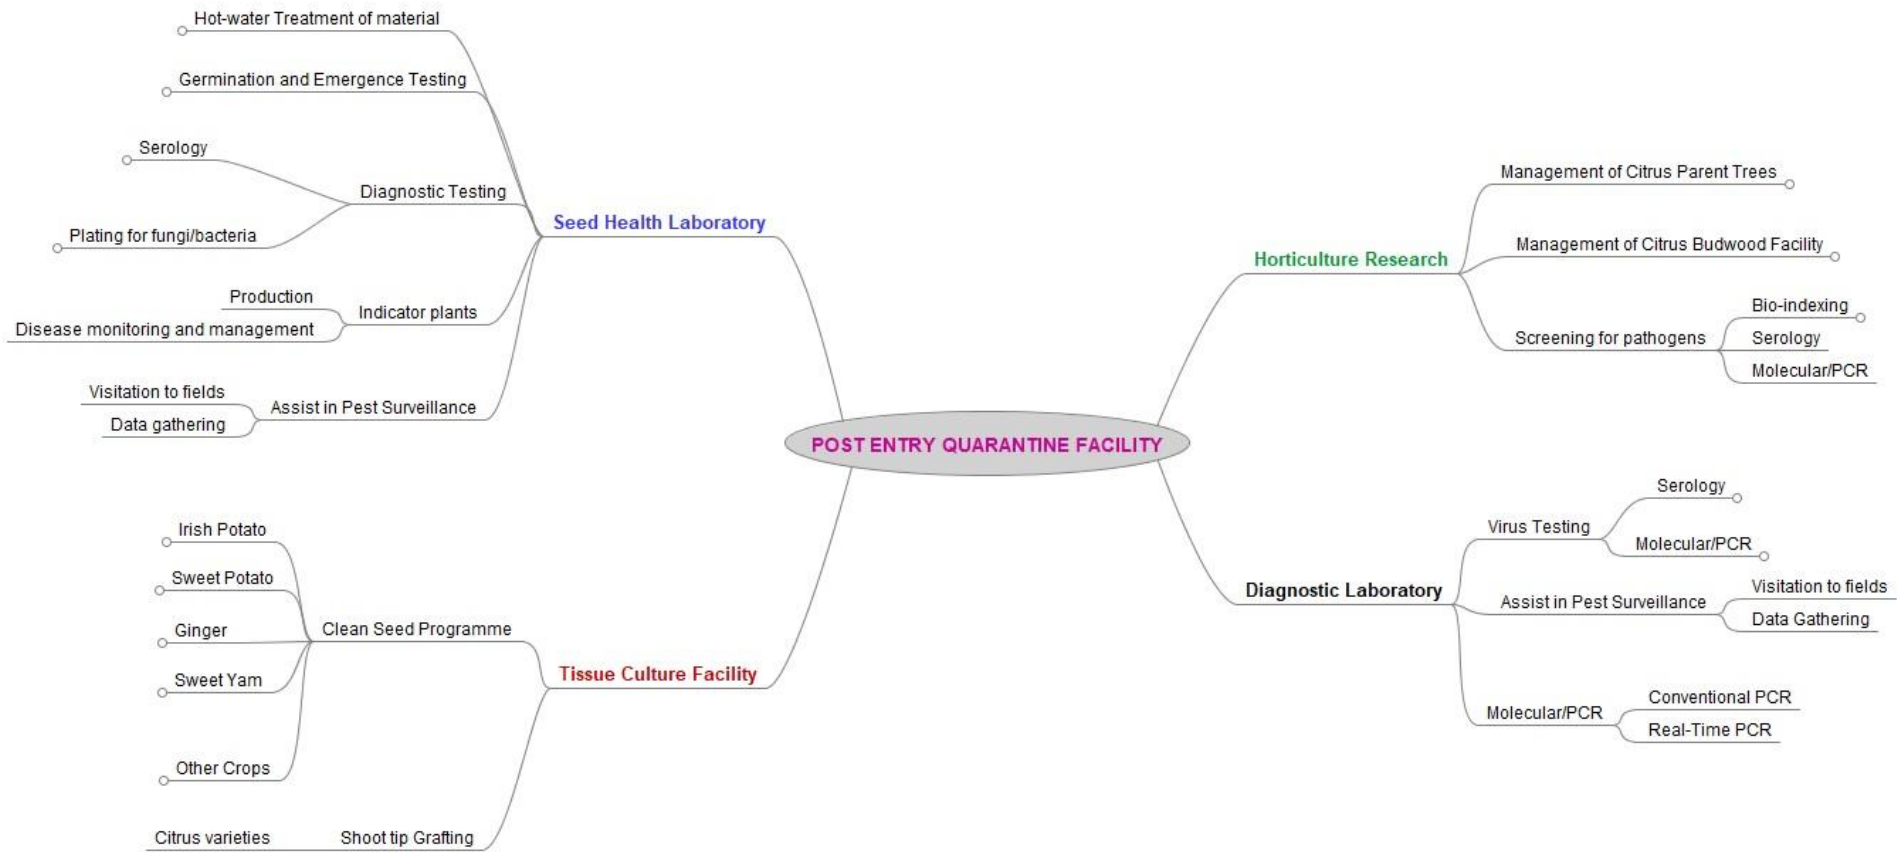 Hot-water Treatment of material
Germination and Emergence Testing
Serology
Diagnostic Testing
Plating for fungi/bacteria
Seed Health Laboratory
Production
Indicator plants
Disease monitoring and management
Visitation to fields
Assist in Pest Surveillance
Data gathering
POST ENTRY QUARANTINE FACILITY
Irish Potato
Sweet Potato
Ginger
Clean Seed Programme
Sweet Yam
Other Crops
Tissue Culture Facility
Citrus varieties
Shoot tip Grafting
Management of Citrus Parent Trees
Management of Citrus Budwood Facility
Horticulture Research
Bio-indexing
Screening for pathogens
Serology
Molecular/PCR
Serology
Virus Testing
Molecular/PCR
Diagnostic Laboratory
Visitation to fields
Assist in Pest Surveillance
Data Gathering
Conventional PCR
Molecular/PCR
Real-Time PCR